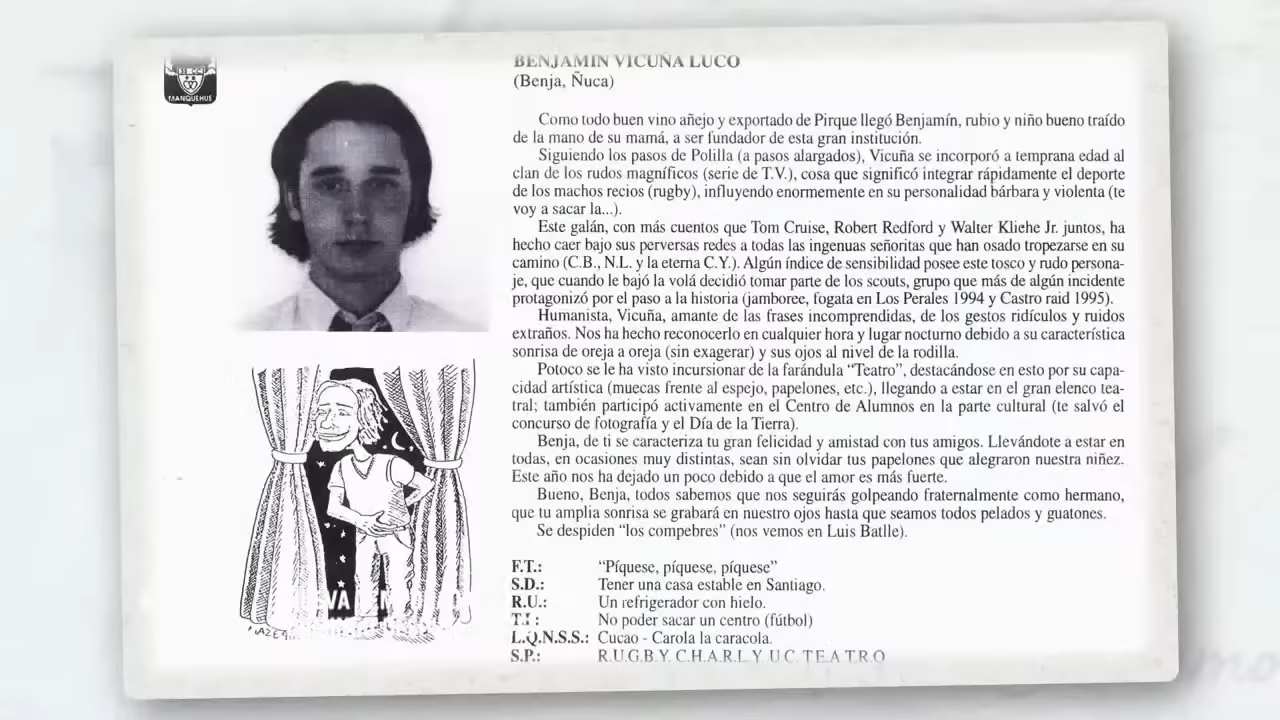 SS CC
MANQUEHUE
BENJAMIN VICUÑA LUCO
(Benja, Ñuca)
Como todo buen vino añejo y exportado de Pirque llegó Benjamín, rubio y niño bueno traído
de la mano de su mamá, a ser fundador de esta gran institución.
Siguiendo los pasos de Polilla (a pasos alargados), Vicuña se incorporó a temprana edad al
clan de los rudos magníficos (serie de T.V.), cosa que significó integrar rápidamente el deporte
de los machos recios (rugby), influyendo enormemente en su personalidad bárbara y violenta (te
voy a sacar la...).
Este galán, con más cuentos que Tom Cruise, Robert Redford y Walter Kliehe Jr. juntos, ha
hecho caer bajo sus perversas redes a todas las ingenuas señoritas que han osado tropezarse en su
camino (C.B., N.L. y la eterna C.Y.). Algún índice de sensibilidad posee este tosco y rudo persona-
je, que cuando le bajó la volá decidió tomar parte de los scouts, grupo que más de algún incidente
protagonizó por el paso a la historia (jamboree, fogata en Los Perales 1994 y Castro raid 1995).
Humanista, Vicuña, amante de las frases incomprendidas, de los gestos ridículos y ruidos
extraños. Nos ha hecho reconocerlo en cualquier hora y lugar nocturno debido a su característica
sonrisa de oreja a oreja (sin exagerar) y sus ojos al nivel de la rodilla.
Potoco se le ha visto incursionar de la farándula “Teatro”, destacándose en esto por su capa-
cidad artística (muecas frente al espejo, papelones, etc.), llegando a estar en el gran elenco tea-
tral; también participó activamente en el Centro de Alumnos en la parte cultural (te salvó el
concurso de fotografía y el Día de la Tierra).
Benja, de ti se caracteriza tu gran felicidad y amistad con tus amigos. Llevándote a estar en
todas, en ocasiones muy distintas, sean sin olvidar tus papelones que alegraron nuestra niñez.
Este año nos ha dejado un poco debido a que el amor es más fuerte.
Bueno, Benja, todos sabemos que nos seguirás golpeando fraternalmente como hermano,
que tu amplia sonrisa se grabará en nuestro ojos hasta que seamos todos pelados y guatones.
Se despiden “los compebres” (nos vemos en Luis Batlle).
F.T.: “Píquese, píquese, píquese”
S.D.: Tener una casa estable en Santiago.
R.U.: Un refrigerador con hielo.
T.I: No poder sacar un centro (fútbol)
L.Q.N.S.S.: Cucao - Carola la caracola.
S.P.: R.U.G.B.Y. C.H.A.R.L.Y. U.C. T.E.A.T.R.O